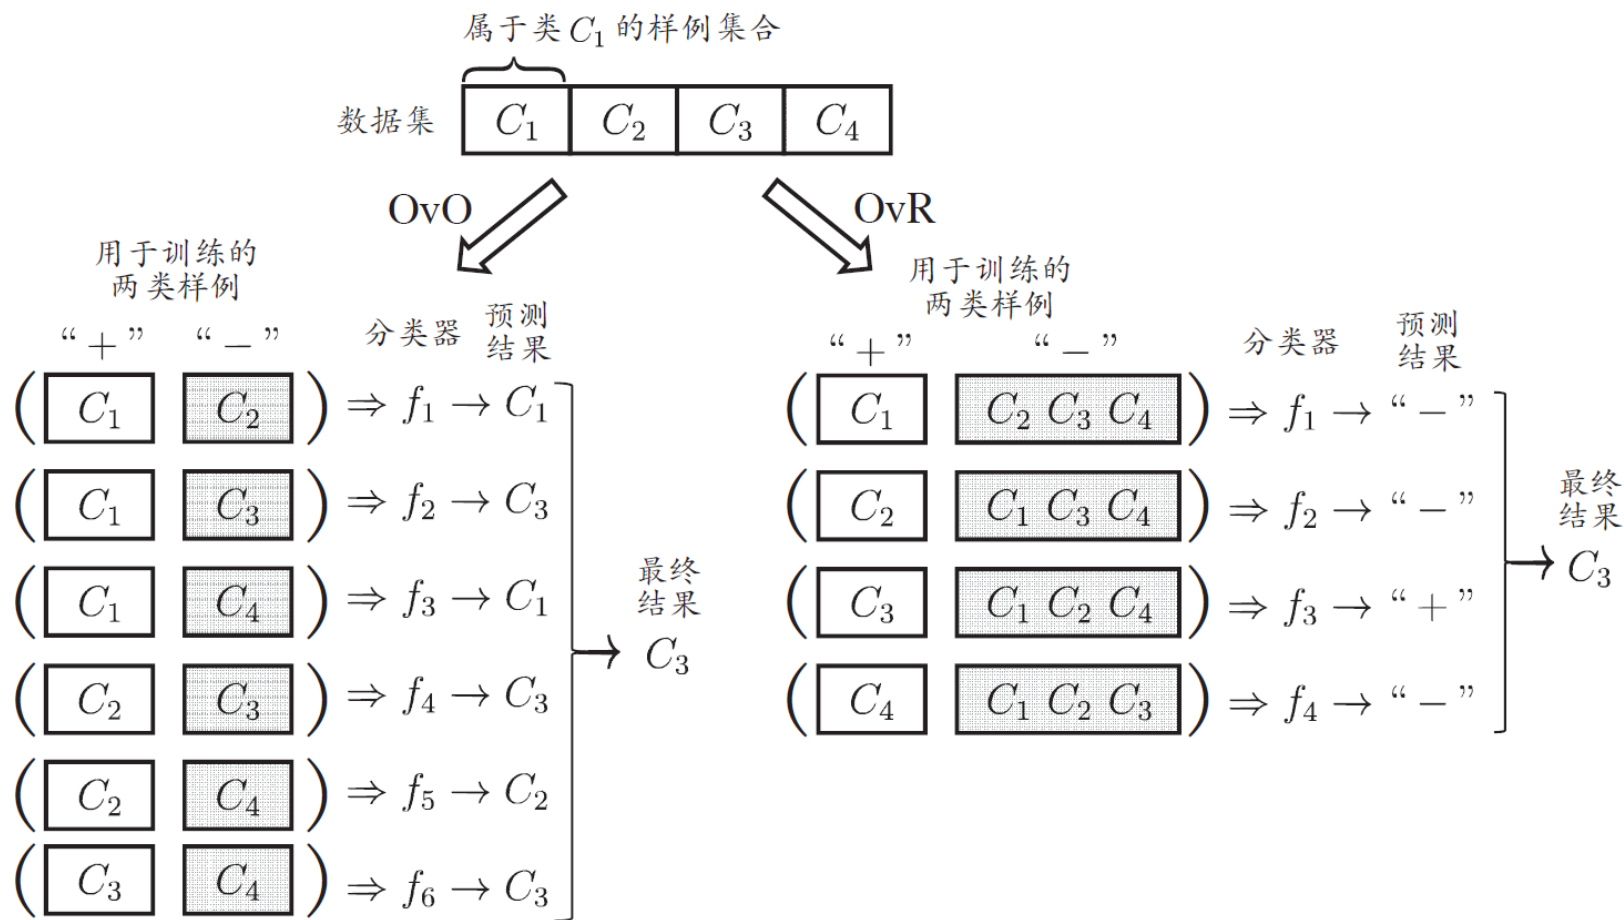 属于类 C₁ 的样例集合
数据集 C₁ C₂ C₃ C₄
OvO
用于训练的
两类样例
“+” “−” 分类器 预测
结果
( C₁ C₂ ) ⇒ f₁ → C₁
( C₁ C₃ ) ⇒ f₂ → C₃
( C₁ C₄ ) ⇒ f₃ → C₁
( C₂ C₃ ) ⇒ f₄ → C₃
( C₂ C₄ ) ⇒ f₅ → C₂
( C₃ C₄ ) ⇒ f₆ → C₃
最终
结果
C₃
OvR
用于训练的
两类样例
“+” “−” 分类器 预测
结果
( C₁ C₂ C₃ C₄ ) ⇒ f₁ → “−”
( C₂ C₁ C₃ C₄ ) ⇒ f₂ → “−”
( C₃ C₁ C₂ C₄ ) ⇒ f₃ → “+”
( C₄ C₁ C₂ C₃ ) ⇒ f₄ → “−”
最终
结果
C₃